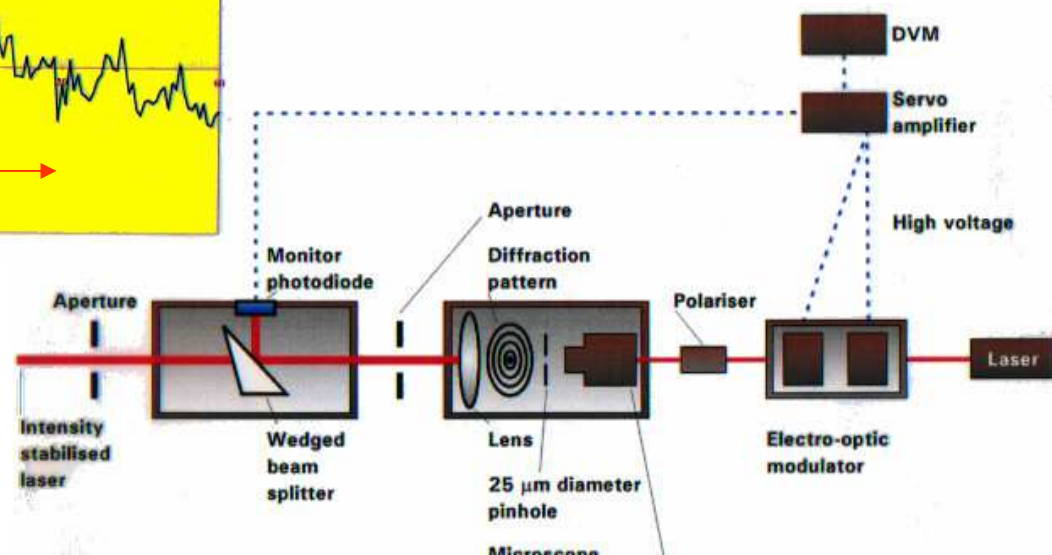 DVM
Servo
amplifier
Aperture
High voltage
Monitor
photodiode
Diffraction
pattern
Aperture
Polariser
Laser
Intensity
stabilised
laser
Wedged
beam
splitter
Lens
25 µm diameter
pinhole
Electro-optic
modulator
Microscope